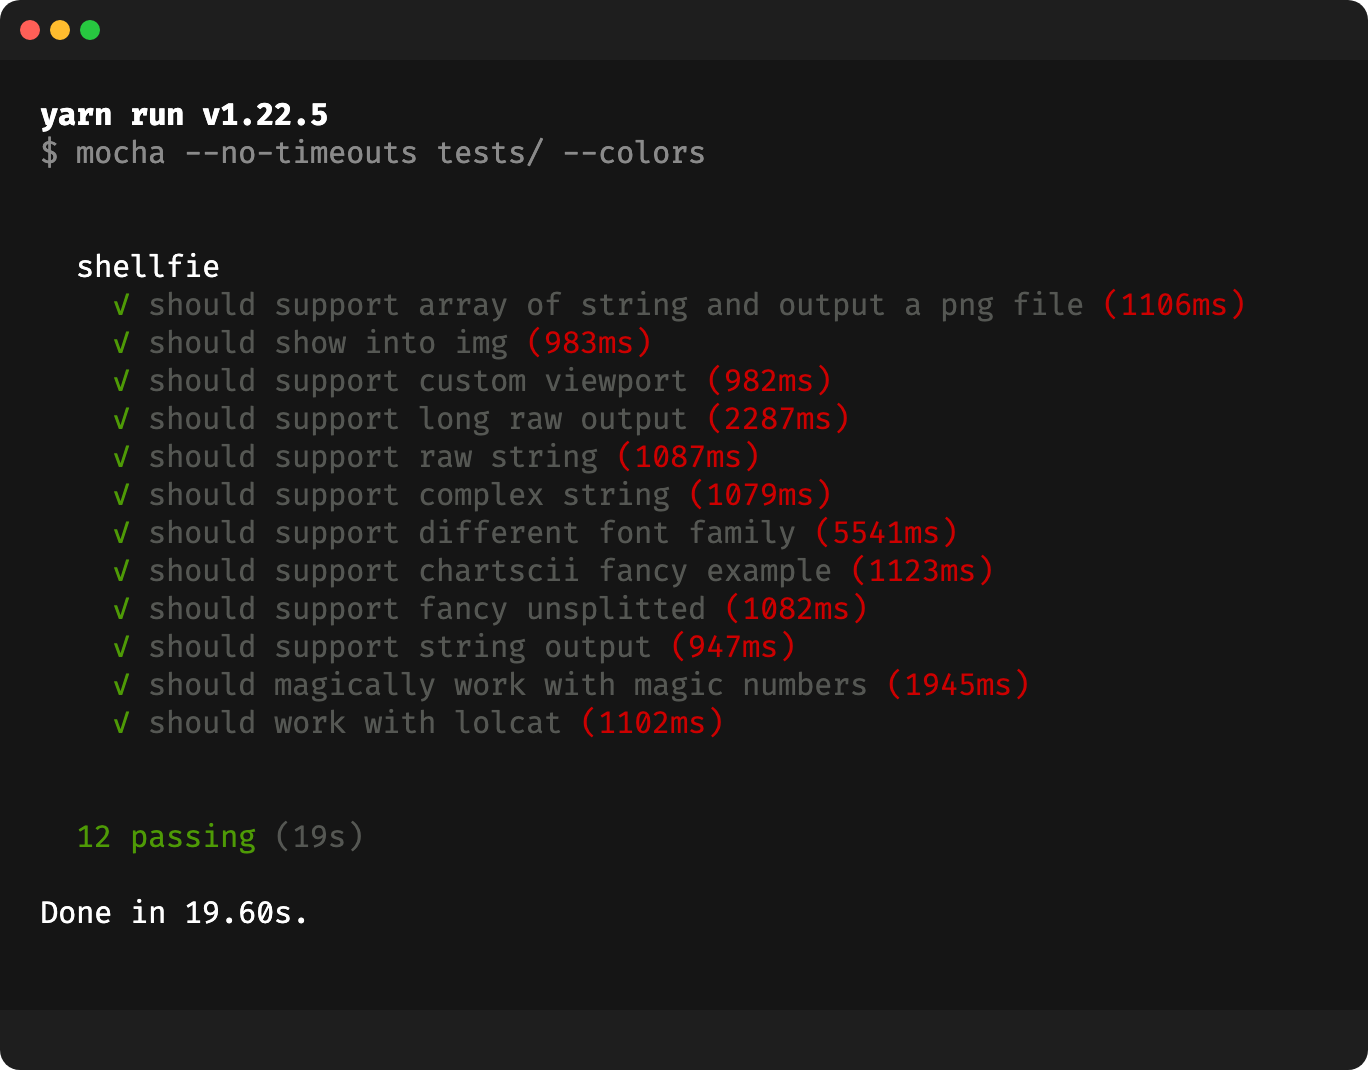 yarn run v1.22.5
$ mocha --no-timeouts tests/ --colors
shellfie
√ should support array of string and output a png file (1106ms)
√ should show into img (983ms)
√ should support custom viewport (982ms)
√ should support long raw output (2287ms)
√ should support raw string (1087ms)
√ should support complex string (1079ms)
√ should support different font family (5541ms)
√ should support chartscii fancy example (1123ms)
√ should support fancy unsplitted (1082ms)
√ should support string output (947ms)
√ should magically work with magic numbers (1945ms)
√ should work with lolcat (1102ms)
12 passing (19s)
Done in 19.60s.